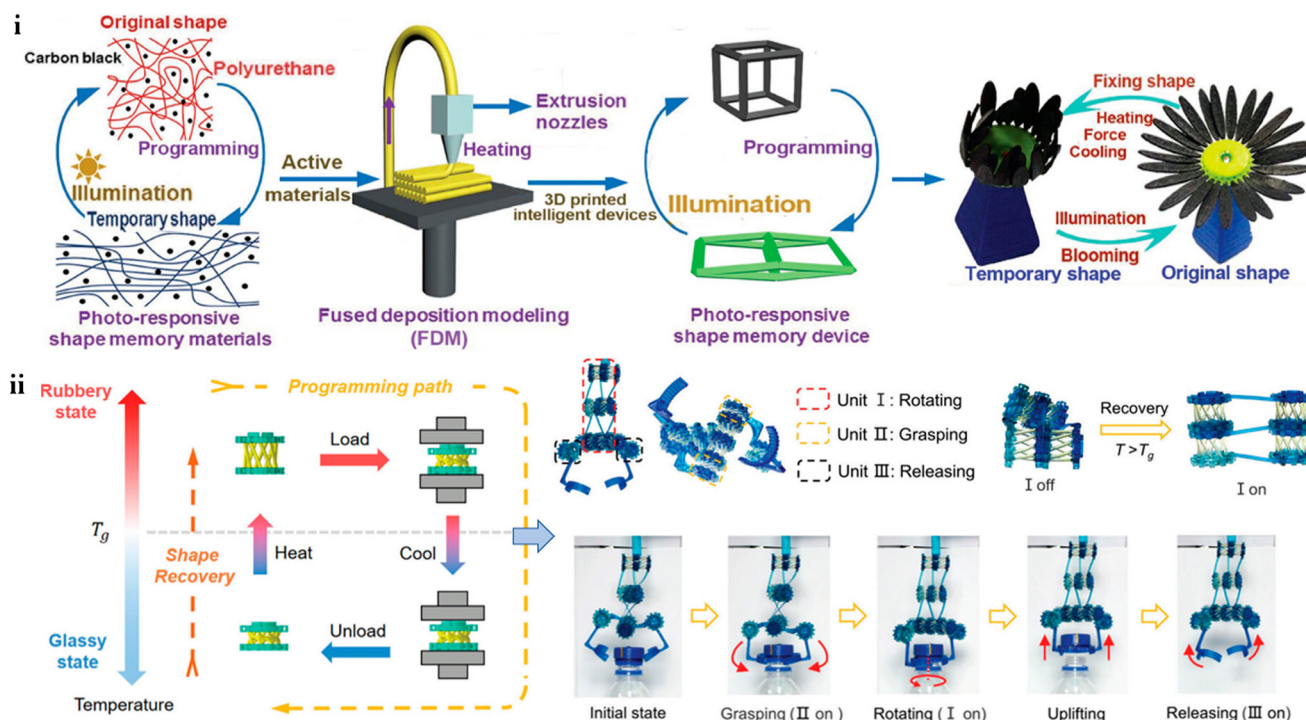 i
Original shape
Carbon black
Polyurethane
Programming
Illumination
Temporary shape
Photo-responsive
shape memory materials
Active
materials
Extrusion
nozzles
Heating
Fused deposition modeling
(FDM)
3D printed
intelligent devices
Programming
Illumination
Photo-responsive
shape memory device
Fixing shape
Heating
Force
Cooling
Illumination
Blooming
Temporary shape
Original shape
ii
Rubbery
state
Tg
Glassy
state
Temperature
Programming path
Load
Heat
Cool
Shape
Recovery
Unload
Unit I : Rotating
Unit II : Grasping
Unit III : Releasing
I off
Recovery
T>Tg
I on
Initial state
Grasping (II on)
Rotating (I on)
Uplifting
Releasing (III on)